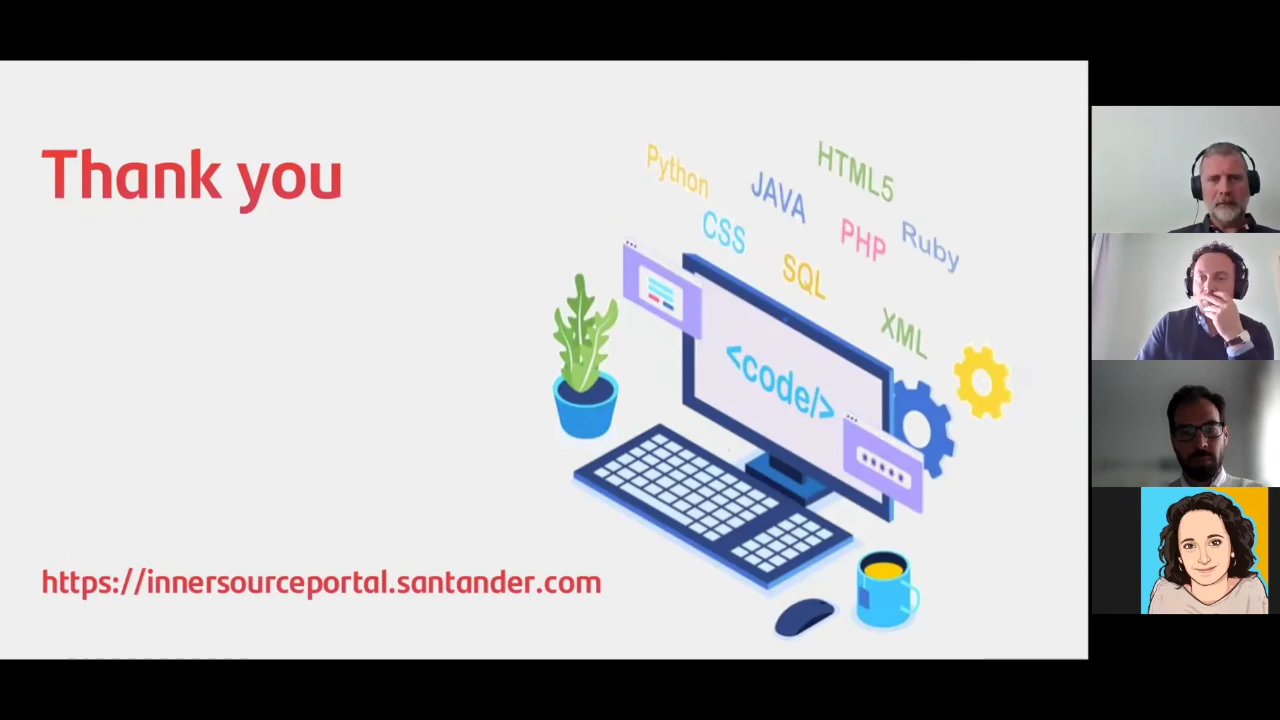 Thank you
Python
HTML5
JAVA
CSS
PHP
Ruby
SQL
XML
<code/>
https://innersourceportal.santander.com